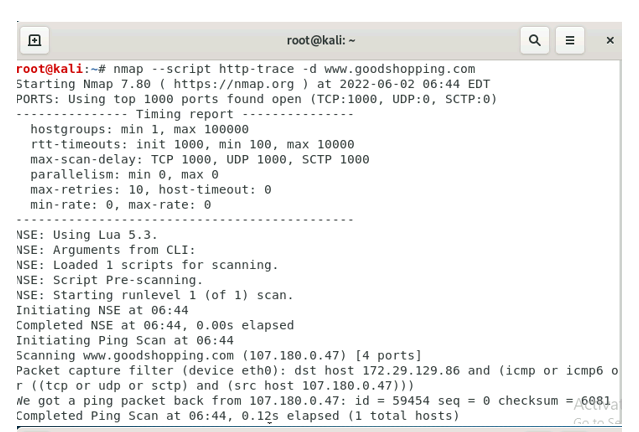 root@kali: ~
root@kali:~# nmap --script http-trace -d www.goodshopping.com
Starting Nmap 7.80 ( https://nmap.org ) at 2022-06-02 06:44 EDT
PORTS: Using top 1000 ports found open (TCP:1000, UDP:0, SCTP:0)
--------------- Timing report ---------------
  hostgroups: min 1, max 100000
  rtt-timeouts: init 1000, min 100, max 10000
  max-scan-delay: TCP 1000, UDP 1000, SCTP 1000
  parallelism: min 0, max 0
  max-retries: 10, host-timeout: 0
  min-rate: 0, max-rate: 0
---------------------------------------------
NSE: Using Lua 5.3.
NSE: Arguments from CLI:
NSE: Loaded 1 scripts for scanning.
NSE: Script Pre-scanning.
NSE: Starting runlevel 1 (of 1) scan.
Initiating NSE at 06:44
Completed NSE at 06:44, 0.00s elapsed
Initiating Ping Scan at 06:44
Scanning www.goodshopping.com (107.180.0.47) [4 ports]
Packet capture filter (device eth0): dst host 172.29.129.86 and (icmp or icmp6 o
r ((tcp or udp or sctp) and (src host 107.180.0.47)))
We got a ping packet back from 107.180.0.47: id = 59454 seq = 0 checksum = 6081
Completed Ping Scan at 06:44, 0.12s elapsed (1 total hosts)
Activa
Go to Se